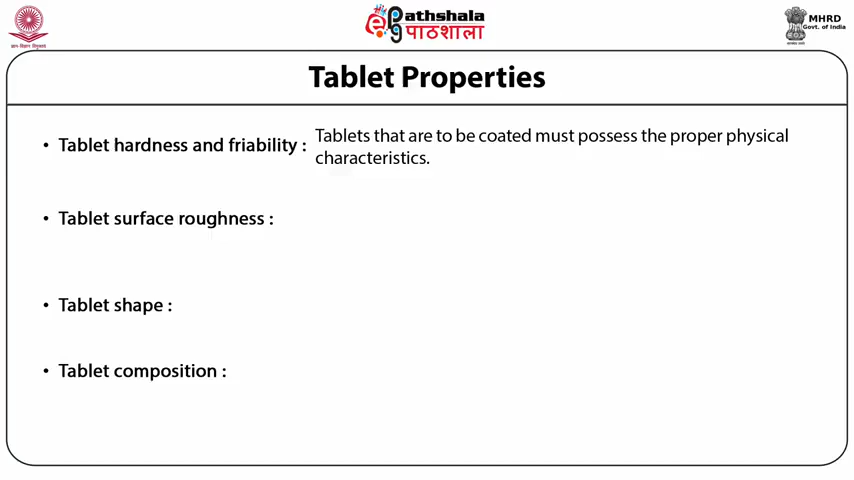 Pathshala
पाठशाला
MHRD
Govt. of India
Tablet Properties
• Tablet hardness and friability : Tablets that are to be coated must possess the proper physical
characteristics.
• Tablet surface roughness :
• Tablet shape :
• Tablet composition :